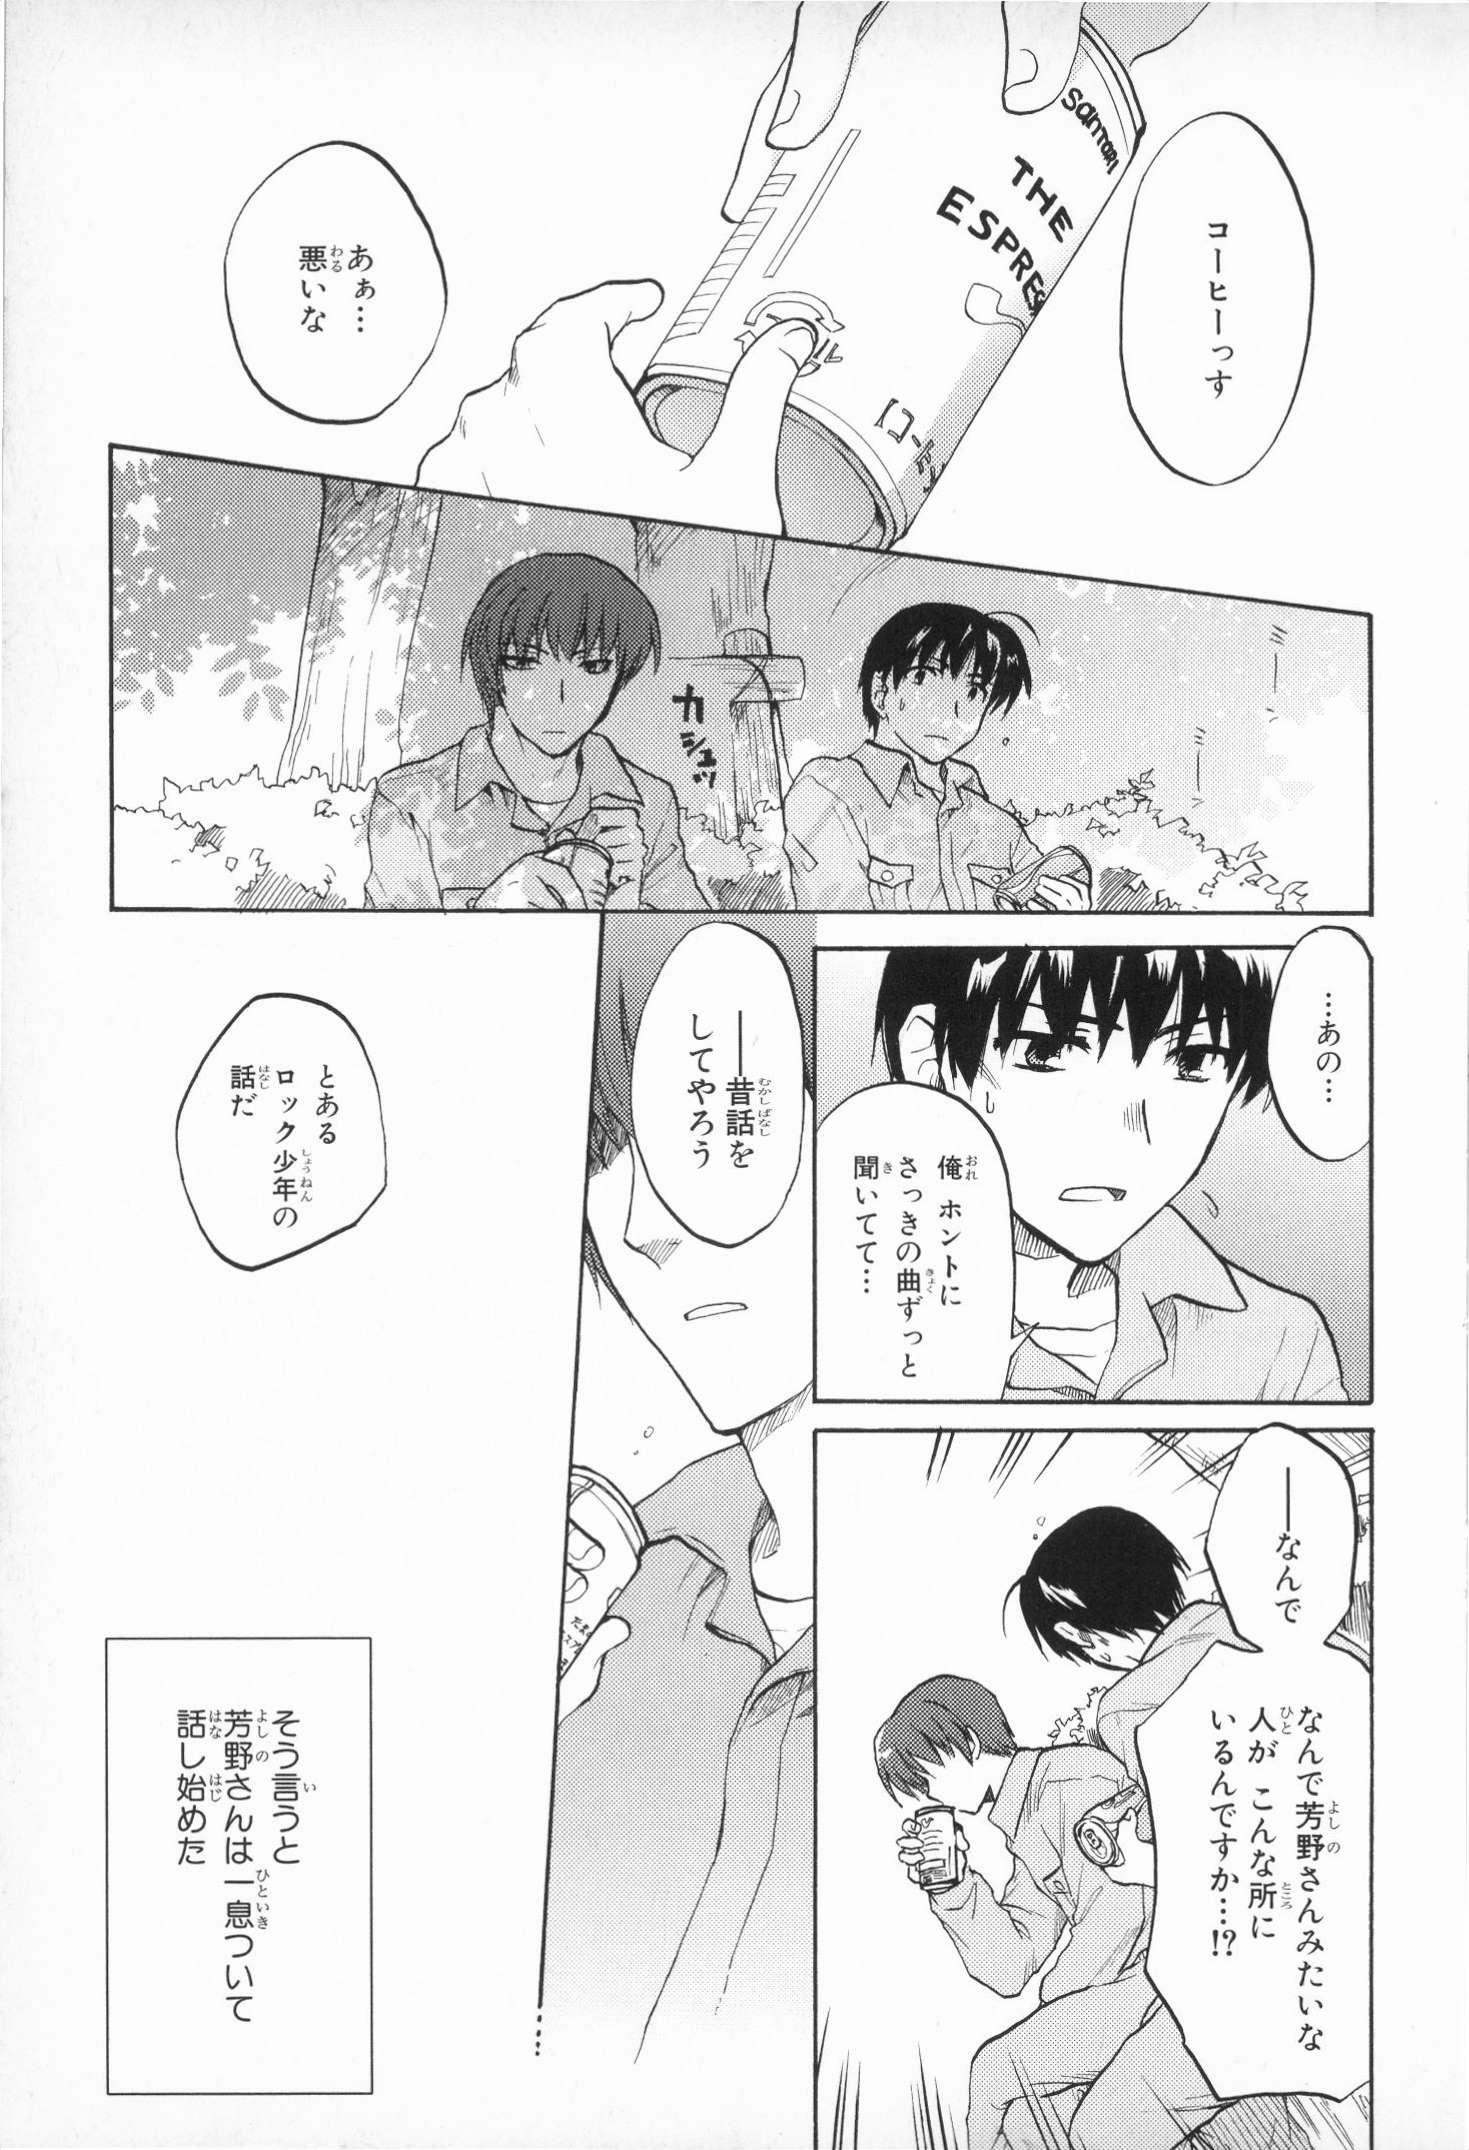 コーヒーっす
SanTORI
THE
ESPRES
アルミ
あぁ…
悪いな
ミーン
カシュッ
ミーン
…あの…
俺 ホントに
さっきの曲ずっと
聞いてて…
――なんで
なんで芳野さんみたいな
人が こんな所に
いるんですか…!?
――昔話を
してやろう
とある
ロック少年の
話だ
そう言うと
芳野さんは一息ついて
話し始めた